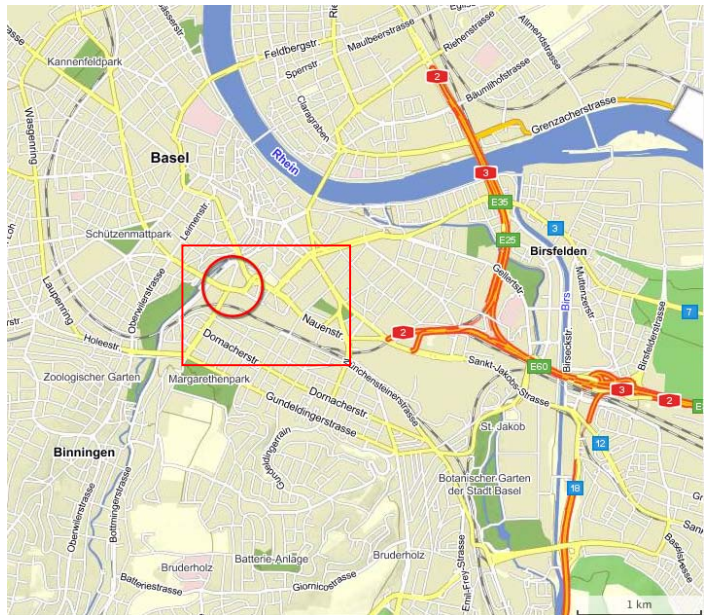 Kannenfeldpark
Wasgenring
Feldbergstr.
Maulbeerstrasse
Riehenstrasse
Allmendstrasse
Sperrstr.
Claragraben
Bäumlihofstrasse
Grenzacherstrasse
2
Basel
Rhein
3
Leimenstr.
E35
3
Schützenmattpark
E25
Birsfelden
Gellertstr.
Muttenzerstr.
Birs
Laupenring
Oberwilerstrasse
7
Nauenstr.
2
Holeestr.
Dornacherstr.
Münchensteinerstrasse
Birseckstr.
Birsfelderstrasse
Sankt-Jakobs-Strasse
E60
Zoologischer Garten
Margarethenpark
3
2
Gundeldingerstrasse
Dornacherstr.
St. Jakob
12
Binningen
Gundeldingerrain
Botanischer Garten
der Stadt Basel
18
Oberwilerstrasse
Bottmingerstrasse
Baselstrasse
Batterie-Anlage
Bruderholz
Bruderholz
Batteriestrasse
Giornicostrasse
Emil-Frey-Strasse
1 km